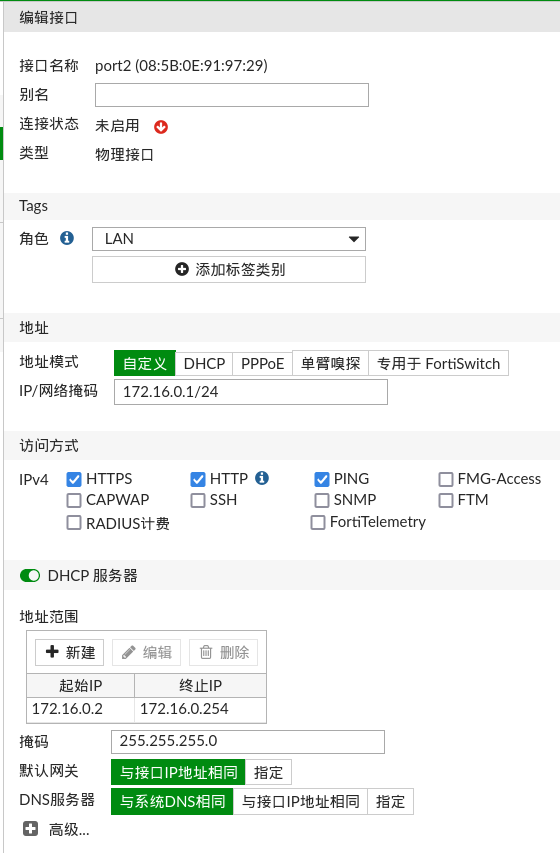 编辑接口
接口名称 port2 (08:5B:0E:91:97:29)
别名
连接状态 未启用
类型 物理接口
Tags
角色 LAN
添加标签类别
地址
地址模式 自定义 DHCP PPPoE 单臂嗅探 专用于 FortiSwitch
IP/网络掩码 172.16.0.1/24
访问方式
IPv4 HTTPS HTTP PING FMG-Access
CAPWAP SSH SNMP FTM
RADIUS计费 FortiTelemetry
DHCP 服务器
地址范围
新建 编辑 删除
起始IP 终止IP
172.16.0.2 172.16.0.254
掩码 255.255.255.0
默认网关 与接口IP地址相同 指定
DNS服务器 与系统DNS相同 与接口IP地址相同 指定
高级...